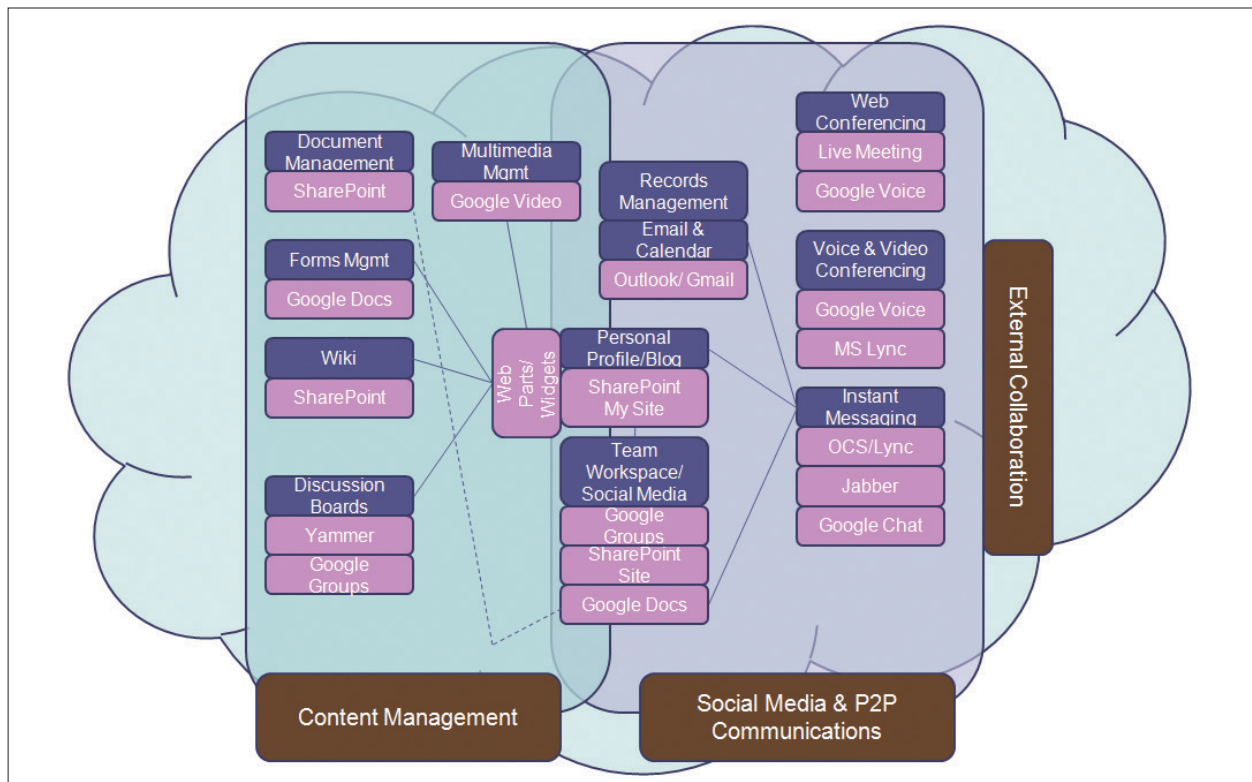 Document
Management
SharePoint
Forms Mgmt
Google Docs
Wiki
SharePoint
Discussion
Boards
Yammer
Google
Groups
Multimedia
Mgmt
Google Video
Web
Parts/
Widgets
Records
Management
Email &
Calendar
Outlook/ Gmail
Personal
Profile/Blog
SharePoint
My Site
Team
Workspace/
Social Media
Google
Groups
SharePoint
Site
Google Docs
Web
Conferencing
Live Meeting
Google Voice
Voice & Video
Conferencing
Google Voice
MS Lync
Instant
Messaging
OCS/Lync
Jabber
Google Chat
External Collaboration
Content Management
Social Media & P2P
Communications